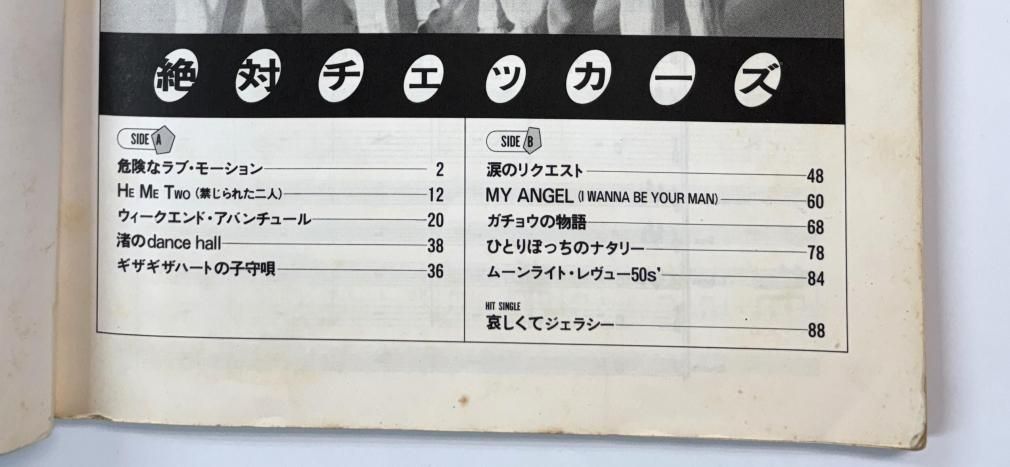 絶対チェッカーズ
SIDE A
危険なラブ・モーション 2
HE ME TWO (禁じられた二人) 12
ウィークエンド・アバンチュール 20
渚のdance hall 38
ギザギザハートの子守唄 36
SIDE B
涙のリクエスト 48
MY ANGEL (I WANNA BE YOUR MAN) 60
ガチョウの物語 68
ひとりぼっちのナタリー 78
ムーンライト・レヴュー50s' 84
HIT SINGLE
哀しくてジェラシー 88